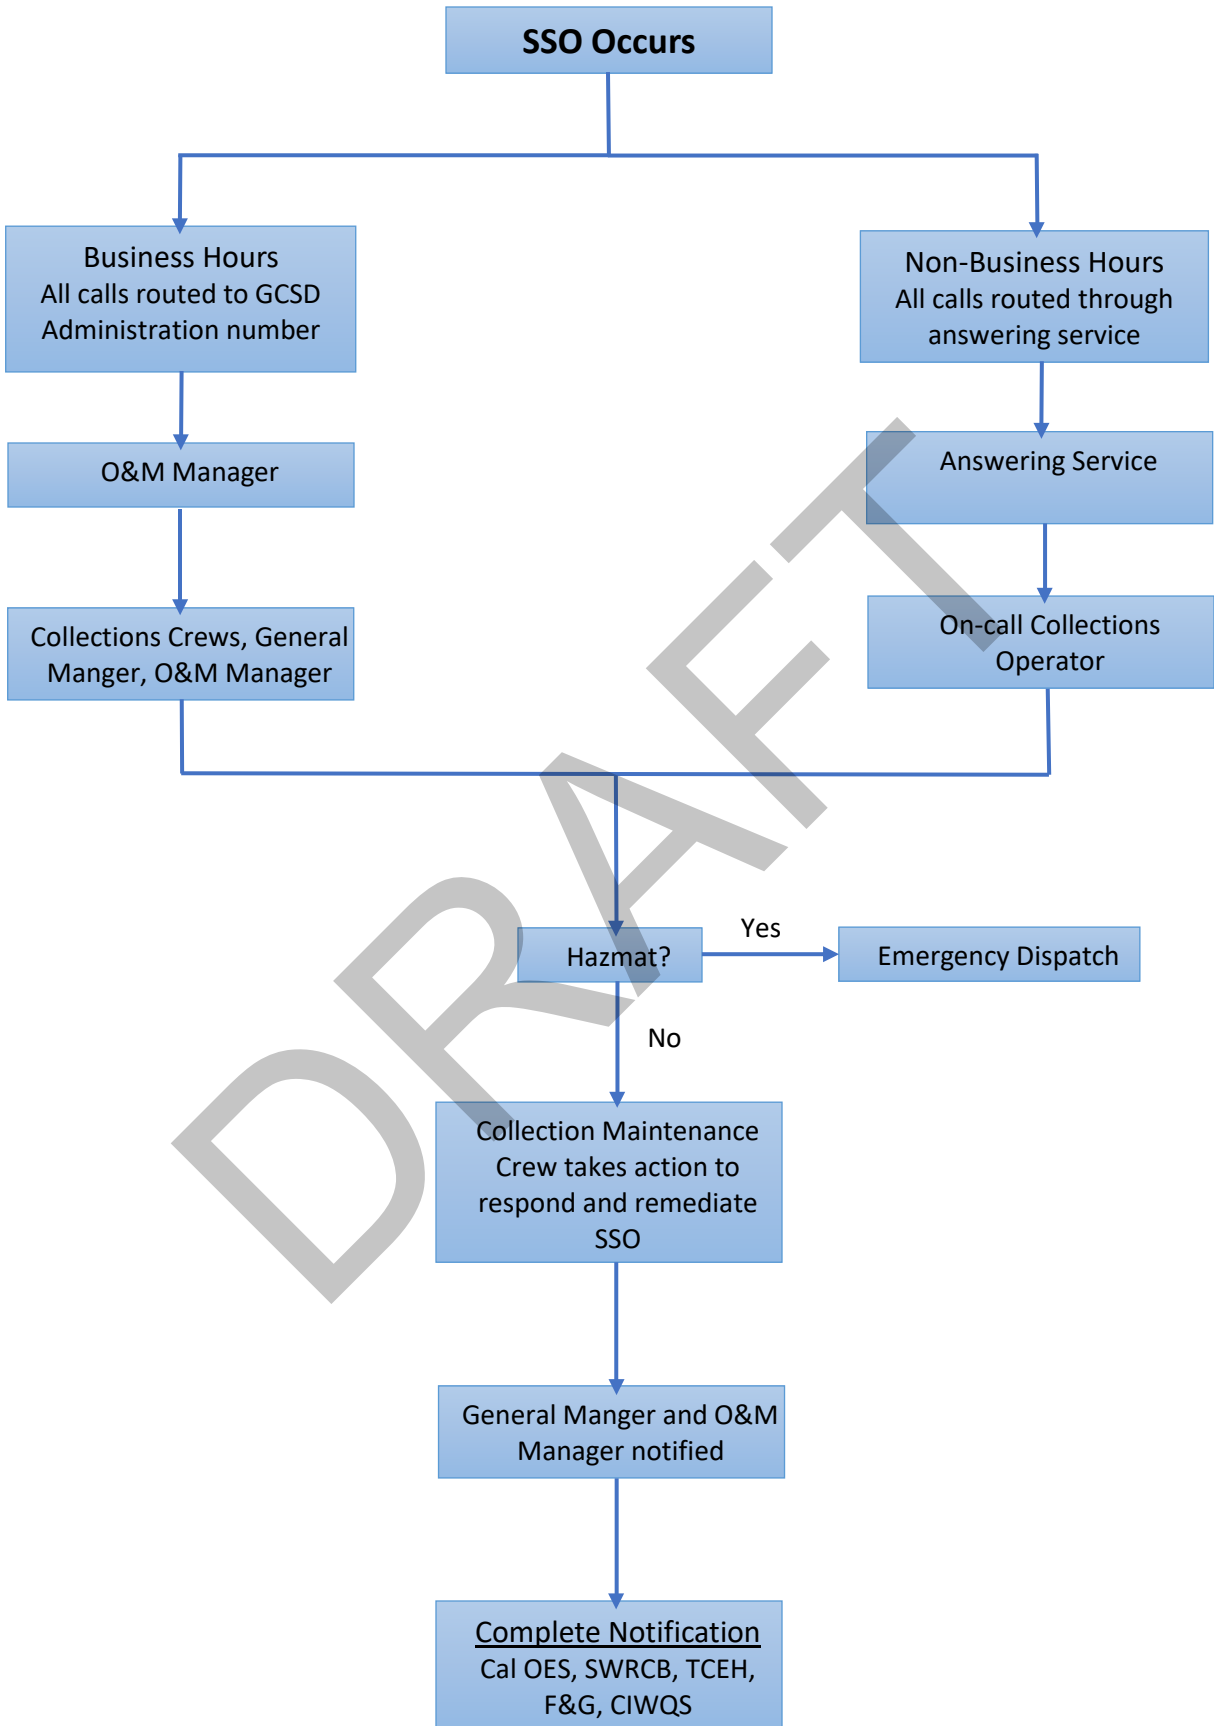 SSO Occurs
Business Hours
All calls routed to GCSD
Administration number
Non-Business Hours
All calls routed through
answering service
O&M Manager
Answering Service
Collections Crews, General
Manger, O&M Manager
On-call Collections
Operator
Hazmat?
Yes
Emergency Dispatch
No
Collection Maintenance
Crew takes action to
respond and remediate
SSO
General Manger and O&M
Manager notified
Complete Notification
Cal OES, SWRCB, TCEH,
F&G, CIWQS
DRAFT